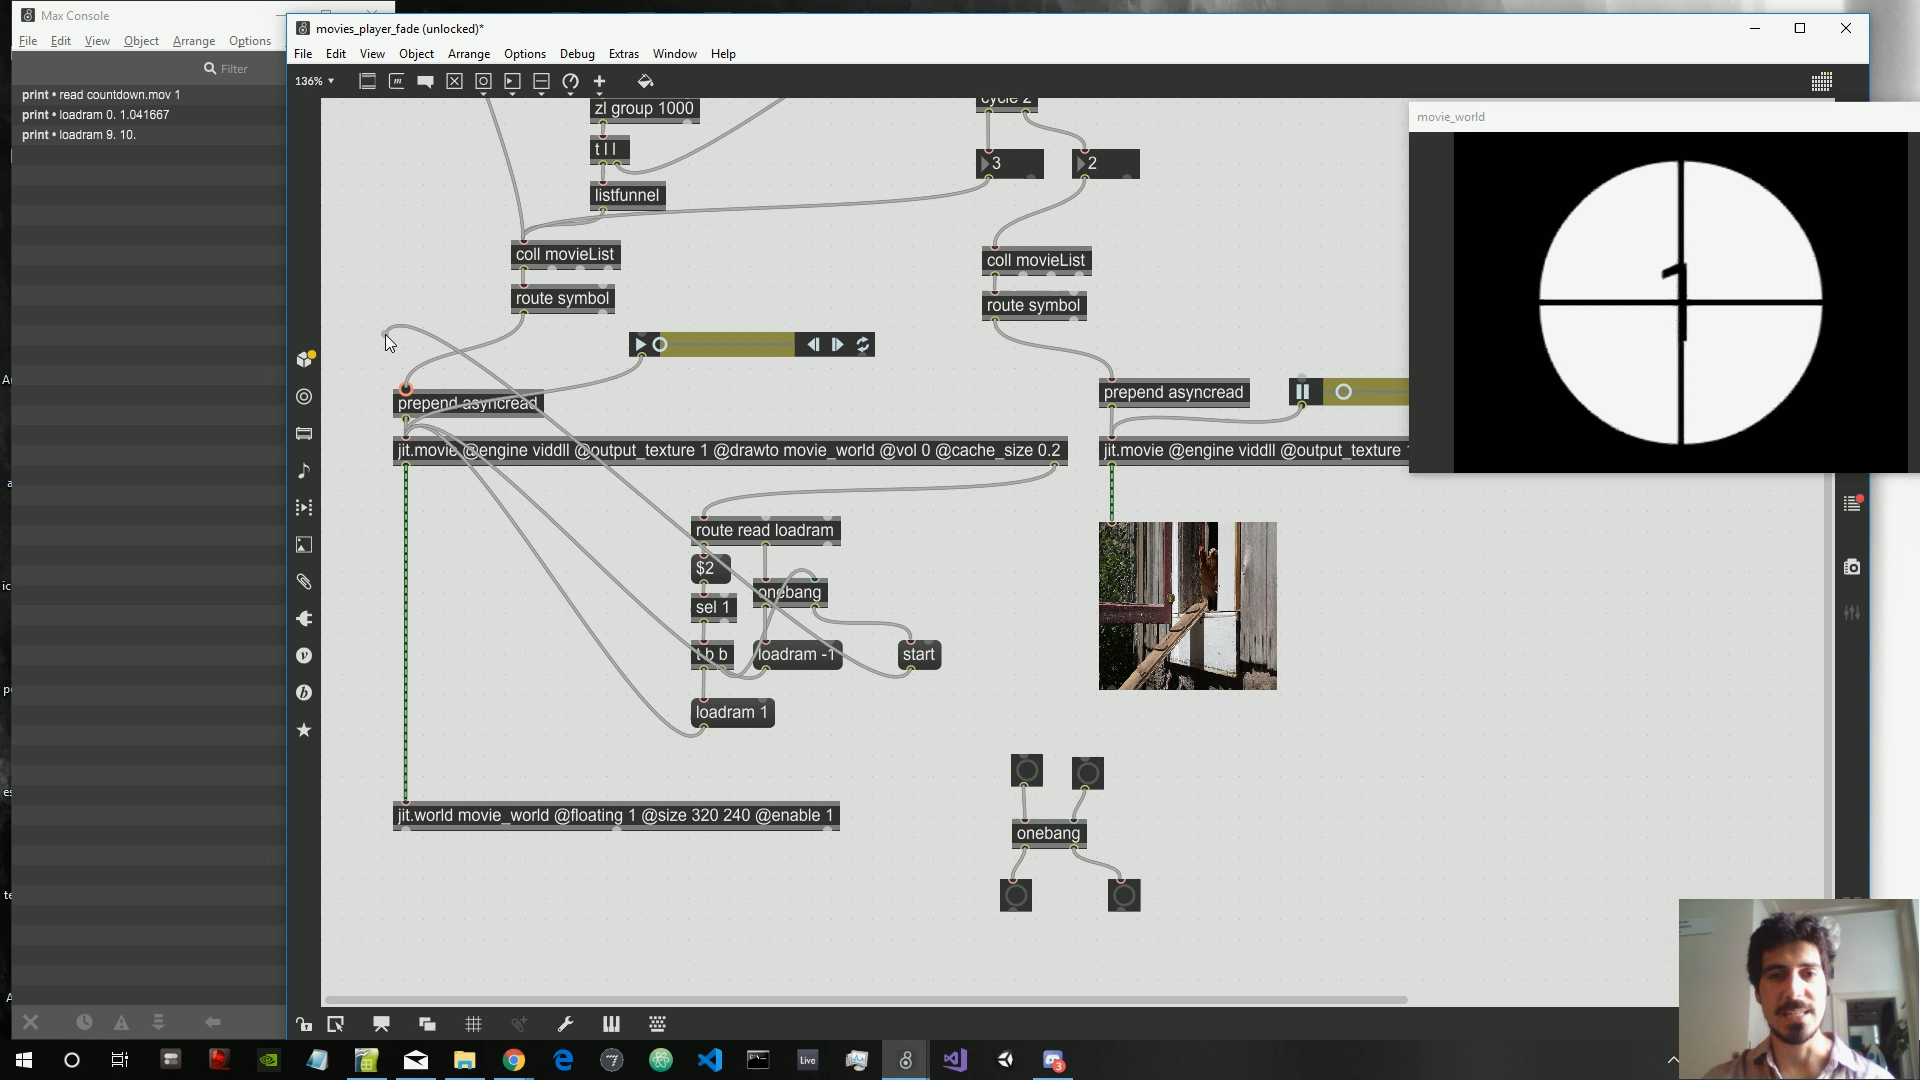 Max Console
File Edit View Object Arrange Options
Filter
print • read countdown.mov 1
print • loadram 0. 1.041667
print • loadram 9. 10.
movies_player_fade (unlocked)*
File Edit View Object Arrange Options Debug Extras Window Help
136%
zl group 1000
cycle 2
t l l
3
2
listfunnel
coll movieList
coll movieList
route symbol
route symbol
prepend asyncread
prepend asyncread
jit.movie @engine viddll @output_texture 1 @drawto movie_world @vol 0 @cache_size 0.2
jit.movie @engine viddll @output_texture 1
route read loadram
$2
onebang
sel 1
t b b
loadram -1
start
loadram 1
jit.world movie_world @floating 1 @size 320 240 @enable 1
onebang
movie_world
1
Live
3